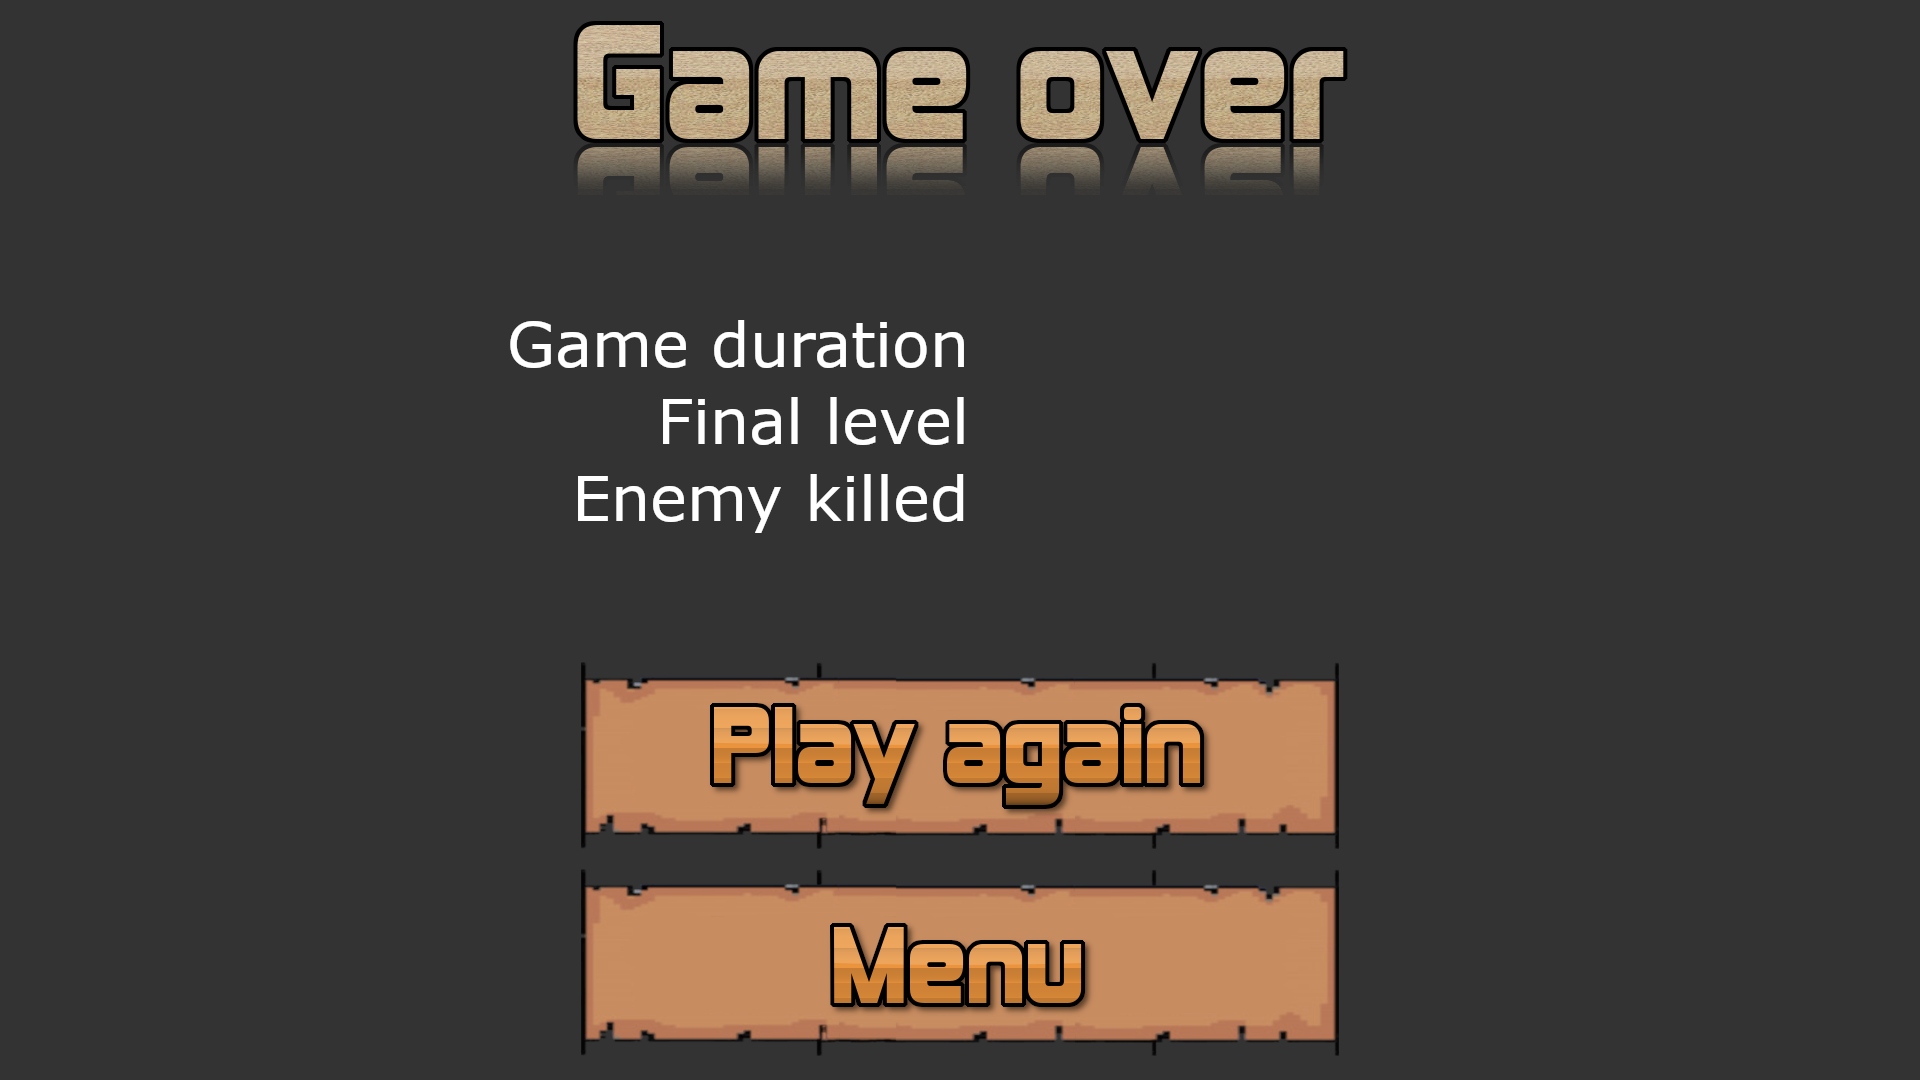 Game over
Game duration
Final level
Enemy killed
Play again
Menu